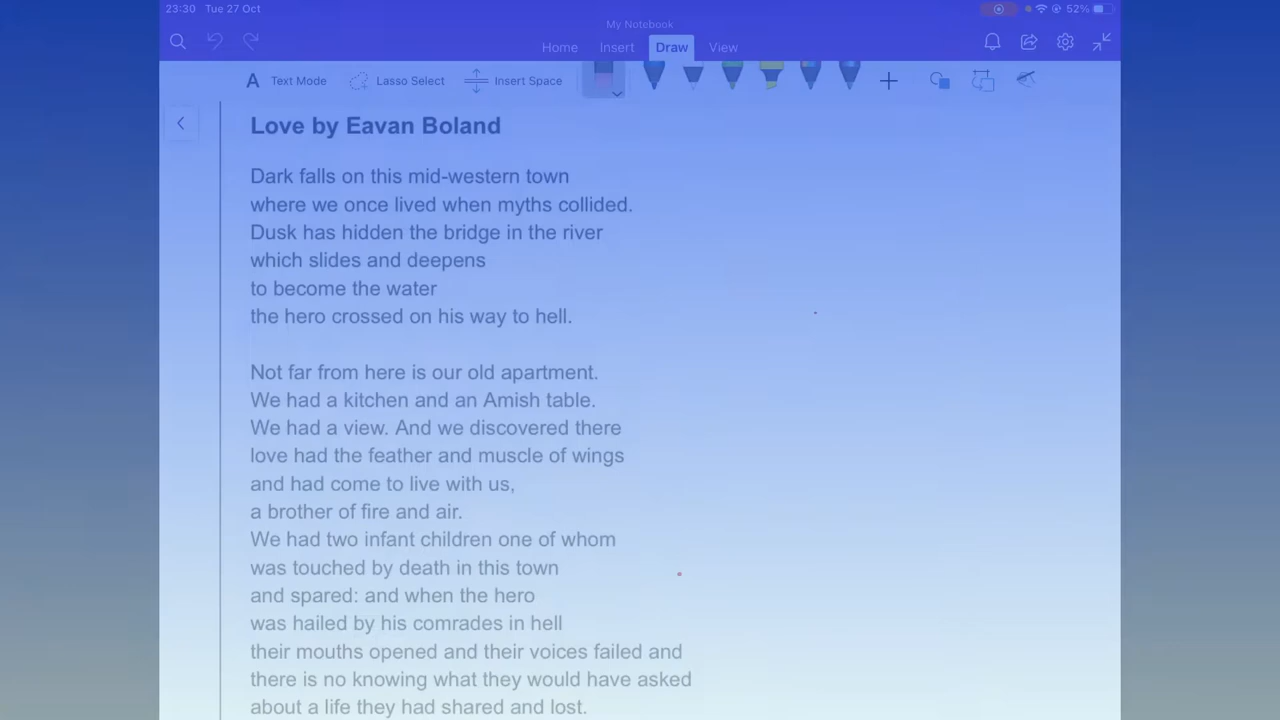 23:30 Tue 27 Oct
52%
My Notebook
Home Insert Draw View
A Text Mode Lasso Select Insert Space
Love by Eavan Boland
Dark falls on this mid-western town
where we once lived when myths collided.
Dusk has hidden the bridge in the river
which slides and deepens
to become the water
the hero crossed on his way to hell.
Not far from here is our old apartment.
We had a kitchen and an Amish table.
We had a view. And we discovered there
love had the feather and muscle of wings
and had come to live with us,
a brother of fire and air.
We had two infant children one of whom
was touched by death in this town
and spared: and when the hero
was hailed by his comrades in hell
their mouths opened and their voices failed and
there is no knowing what they would have asked
about a life they had shared and lost.